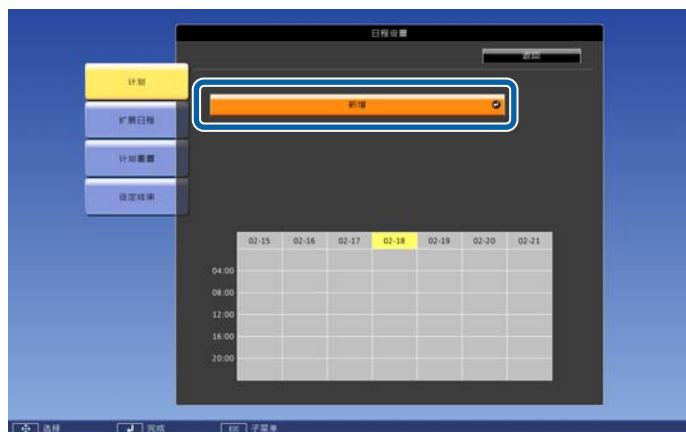 日程设置
返回
计划
新增
扩展日程
计划重置
设定结束
02-15 02-16 02-17 02-18 02-19 02-20 02-21
04:00
08:00
12:00
16:00
20:00
选择 完成 Esc 子菜单